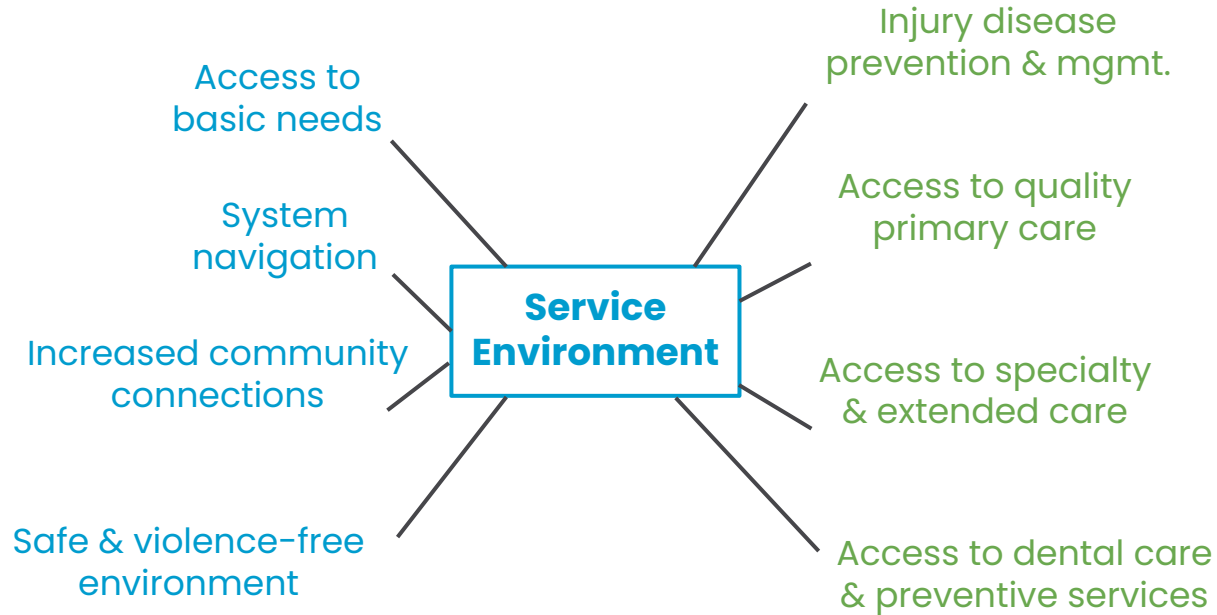 Access to
basic needs
System
navigation
Increased community
connections
Safe & violence-free
environment
Service
Environment
Injury disease
prevention & mgmt.
Access to quality
primary care
Access to specialty
& extended care
Access to dental care
& preventive services